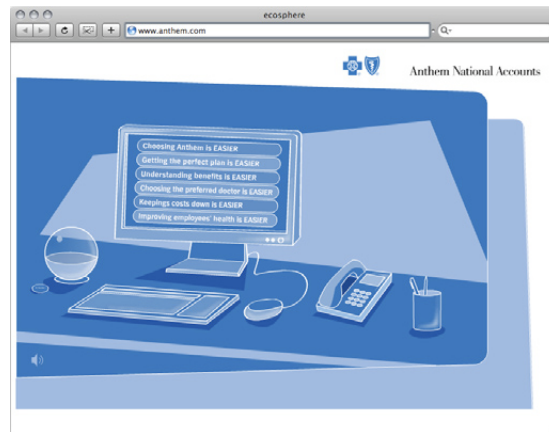 ecosphere
www.anthem.com
Anthem National Accounts
Choosing Anthem is EASIER
Getting the perfect plan is EASIER
Understanding benefits is EASIER
Choosing the preferred doctor is EASIER
Keepings costs down is EASIER
Improving employees' health is EASIER